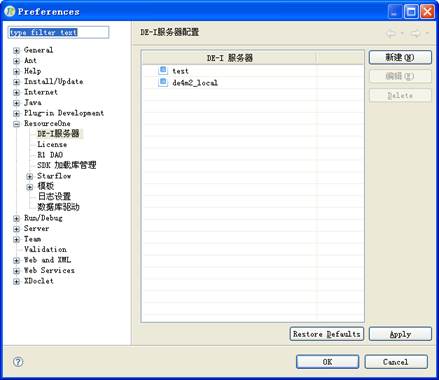 Preferences
type filter text
General
Ant
Help
Install/Update
Internet
Java
Plug-in Development
ResourceOne
DE-I服务器
License
R1 DAO
SDK 加载库管理
Starflow
模板
日志设置
数据库驱动
Run/Debug
Server
Team
Validation
Web and XML
Web Services
XDoclet
DE-I服务器配置
DE-I 服务器
test
de4m2_local
新建(N)
编辑(E)
Delete
Restore Defaults
Apply
OK
Cancel